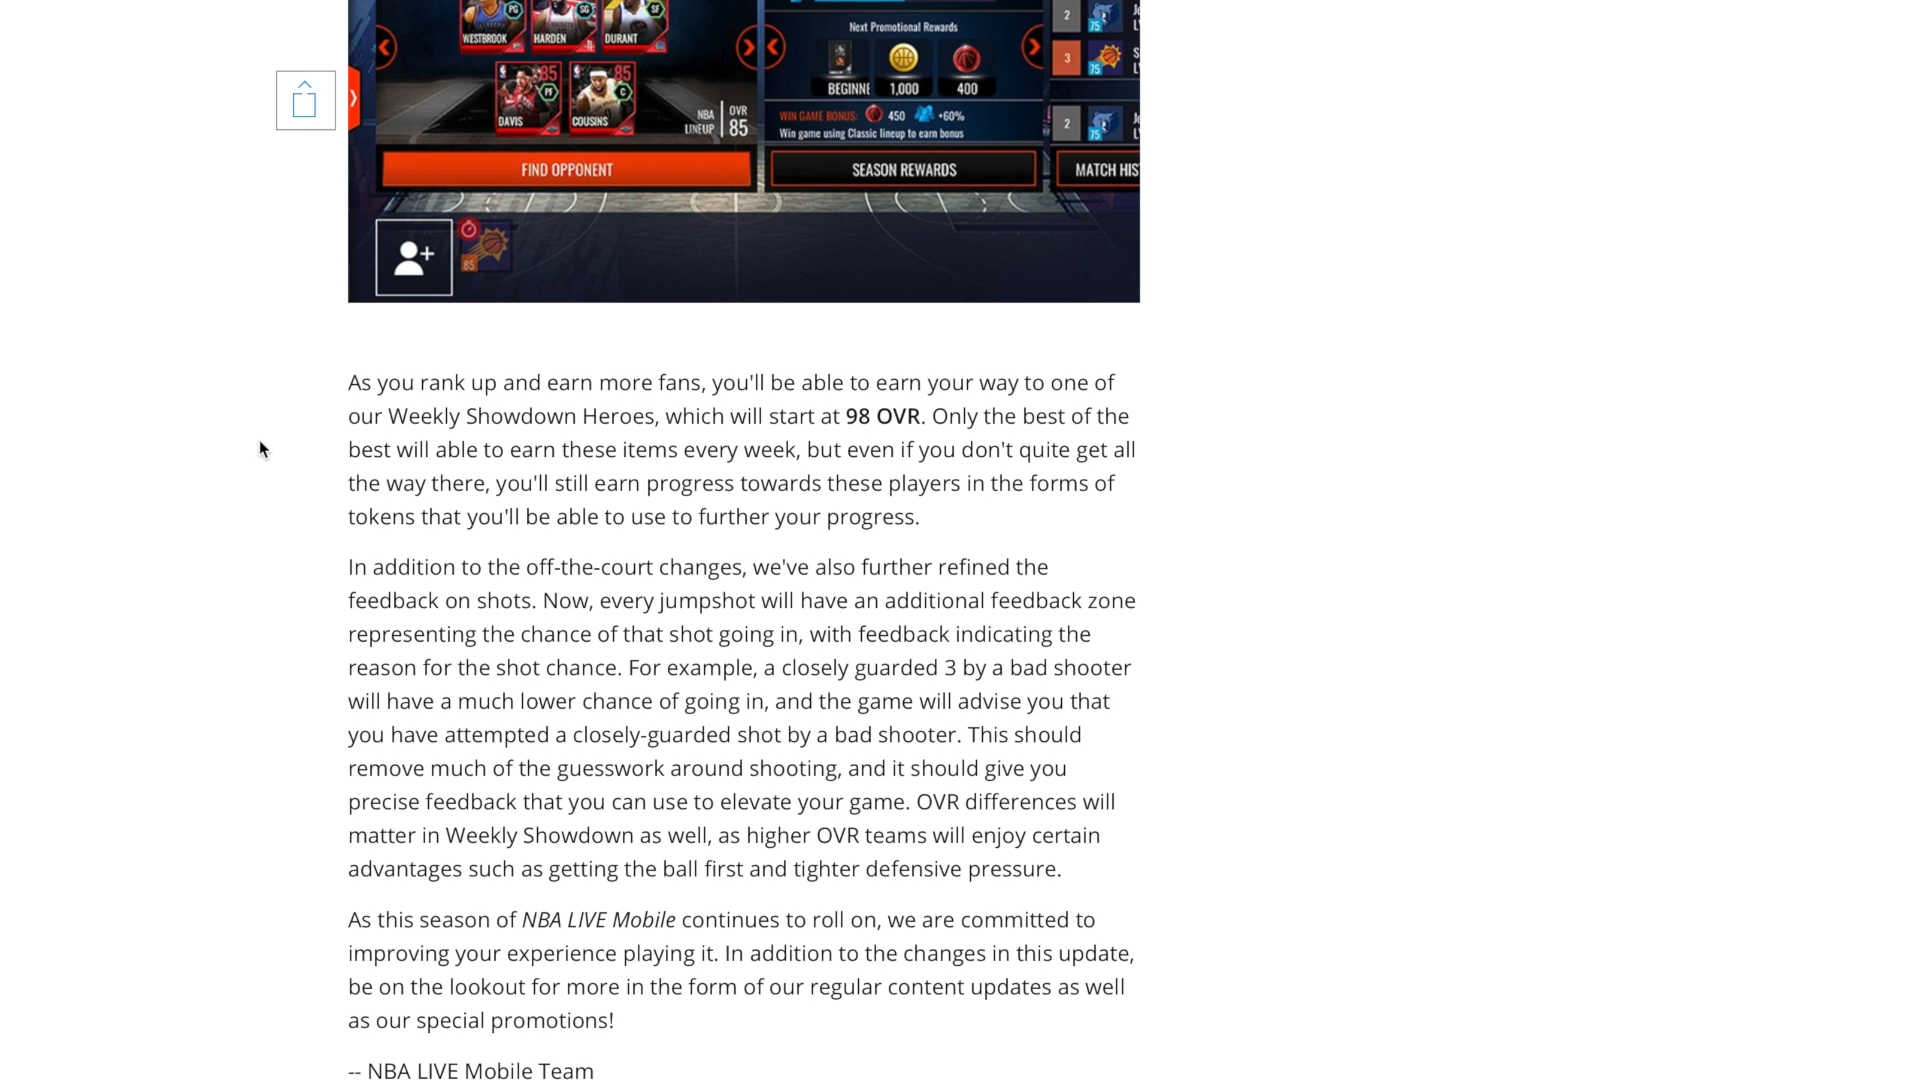 PG SG SF
WESTBROOK HARDEN DURANT
Next Promotional Rewards
BEGINNE 1,000 400
2 75
3 75
85 PF 85 C
DAVIS COUSINS
NBA LINEUP OVR 85
WIN GAME BONUS: 450 +60%
Win game using Classic lineup to earn bonus
2 75
FIND OPPONENT SEASON REWARDS MATCH HIS
85
As you rank up and earn more fans, you'll be able to earn your way to one of
our Weekly Showdown Heroes, which will start at 98 OVR. Only the best of the
best will able to earn these items every week, but even if you don't quite get all
the way there, you'll still earn progress towards these players in the forms of
tokens that you'll be able to use to further your progress.
In addition to the off-the-court changes, we've also further refined the
feedback on shots. Now, every jumpshot will have an additional feedback zone
representing the chance of that shot going in, with feedback indicating the
reason for the shot chance. For example, a closely guarded 3 by a bad shooter
will have a much lower chance of going in, and the game will advise you that
you have attempted a closely-guarded shot by a bad shooter. This should
remove much of the guesswork around shooting, and it should give you
precise feedback that you can use to elevate your game. OVR differences will
matter in Weekly Showdown as well, as higher OVR teams will enjoy certain
advantages such as getting the ball first and tighter defensive pressure.
As this season of NBA LIVE Mobile continues to roll on, we are committed to
improving your experience playing it. In addition to the changes in this update,
be on the lookout for more in the form of our regular content updates as well
as our special promotions!
-- NBA LIVE Mobile Team